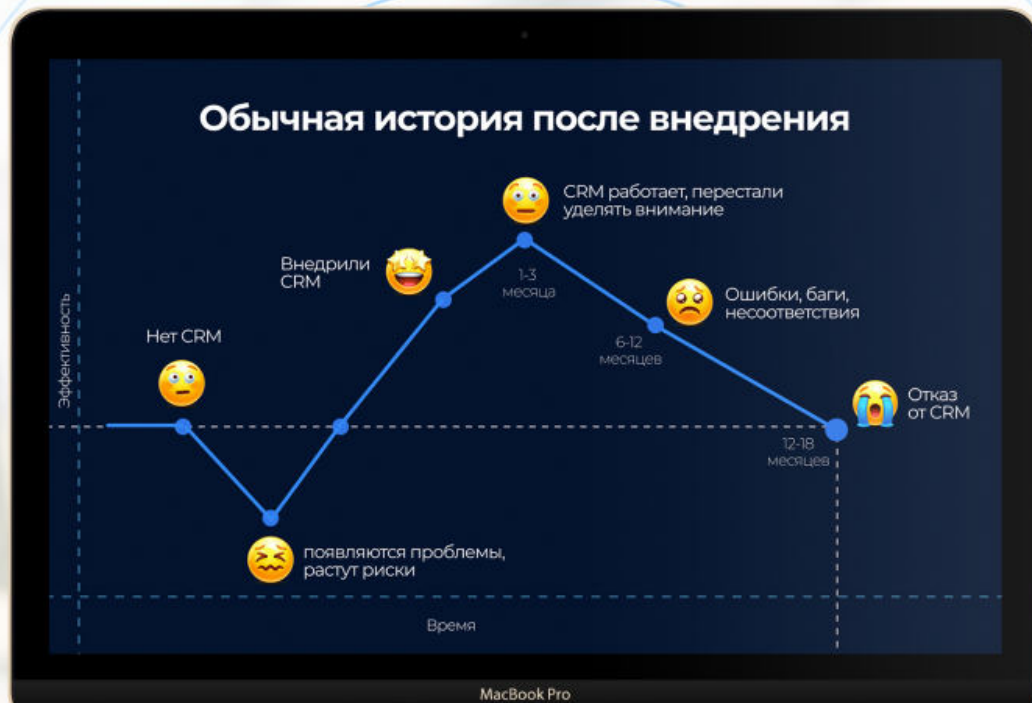 Обычная история после внедрения
CRM работает, перестали
уделять внимание
Внедрили
CRM
1-3
месяца
Ошибки, баги,
несоответствия
Нет CRM
6-12
месяцев
Эффективность
Отказ
от CRM
12-18
месяцев
появляются проблемы,
растут риски
Время
MacBook Pro